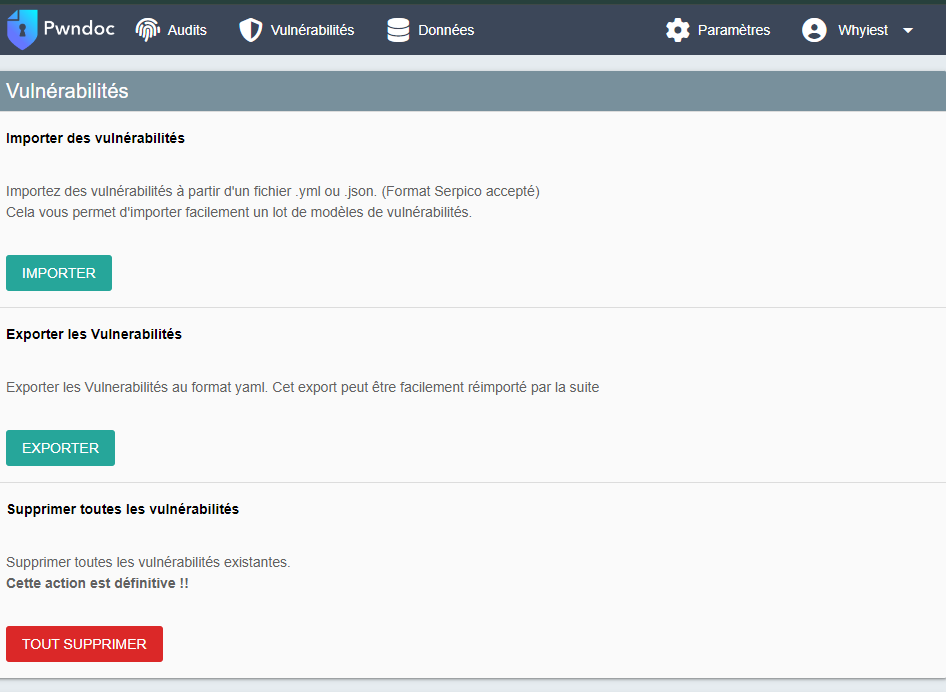 Pwndoc Audits Vulnérabilités Données Paramètres Whyiest
Vulnérabilités
Importer des vulnérabilités
Importez des vulnérabilités à partir d'un fichier .yml ou .json. (Format Serpico accepté)
Cela vous permet d'importer facilement un lot de modèles de vulnérabilités.
IMPORTER
Exporter les Vulnerabilités
Exporter les Vulnerabilités au format yaml. Cet export peut être facilement réimporté par la suite
EXPORTER
Supprimer toutes les vulnérabilités
Supprimer toutes les vulnérabilités existantes.
Cette action est définitive !!
TOUT SUPPRIMER